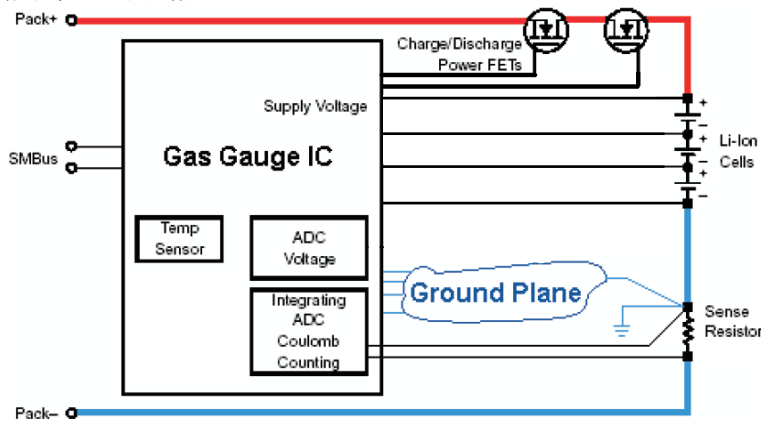 Pack+
Charge/Discharge
Power FETs
Supply Voltage
+
–
+
–
+
–
Li-Ion
Cells
SMBus
Gas Gauge IC
Temp
Sensor
ADC
Voltage
Ground Plane
Integrating
ADC
Coulomb
Counting
Sense
Resistor
Pack–